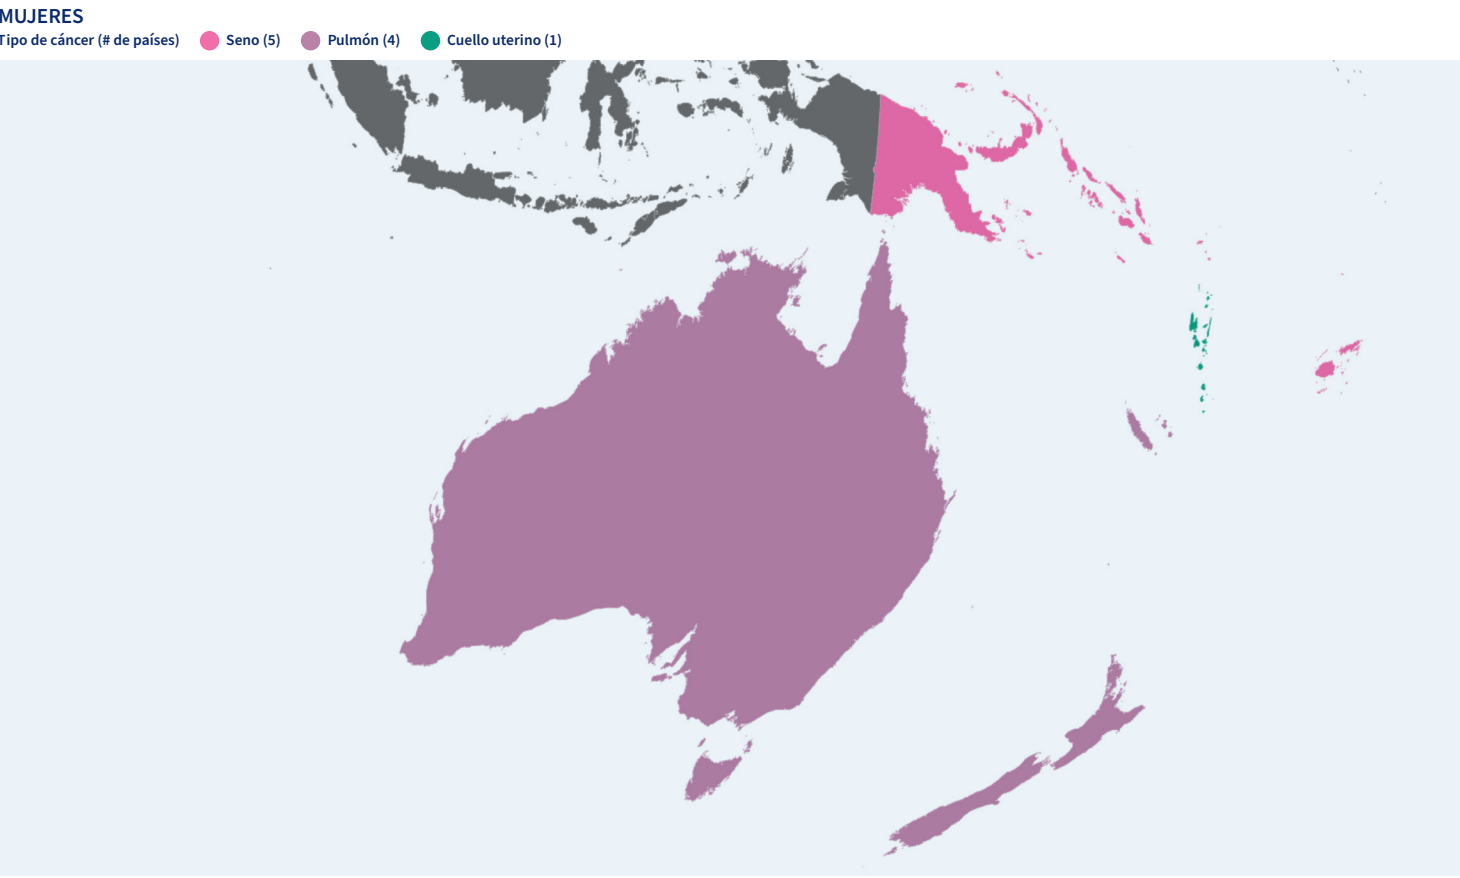 MUJERES
Tipo de cáncer (# de países) Seno (5) Pulmón (4) Cuello uterino (1)